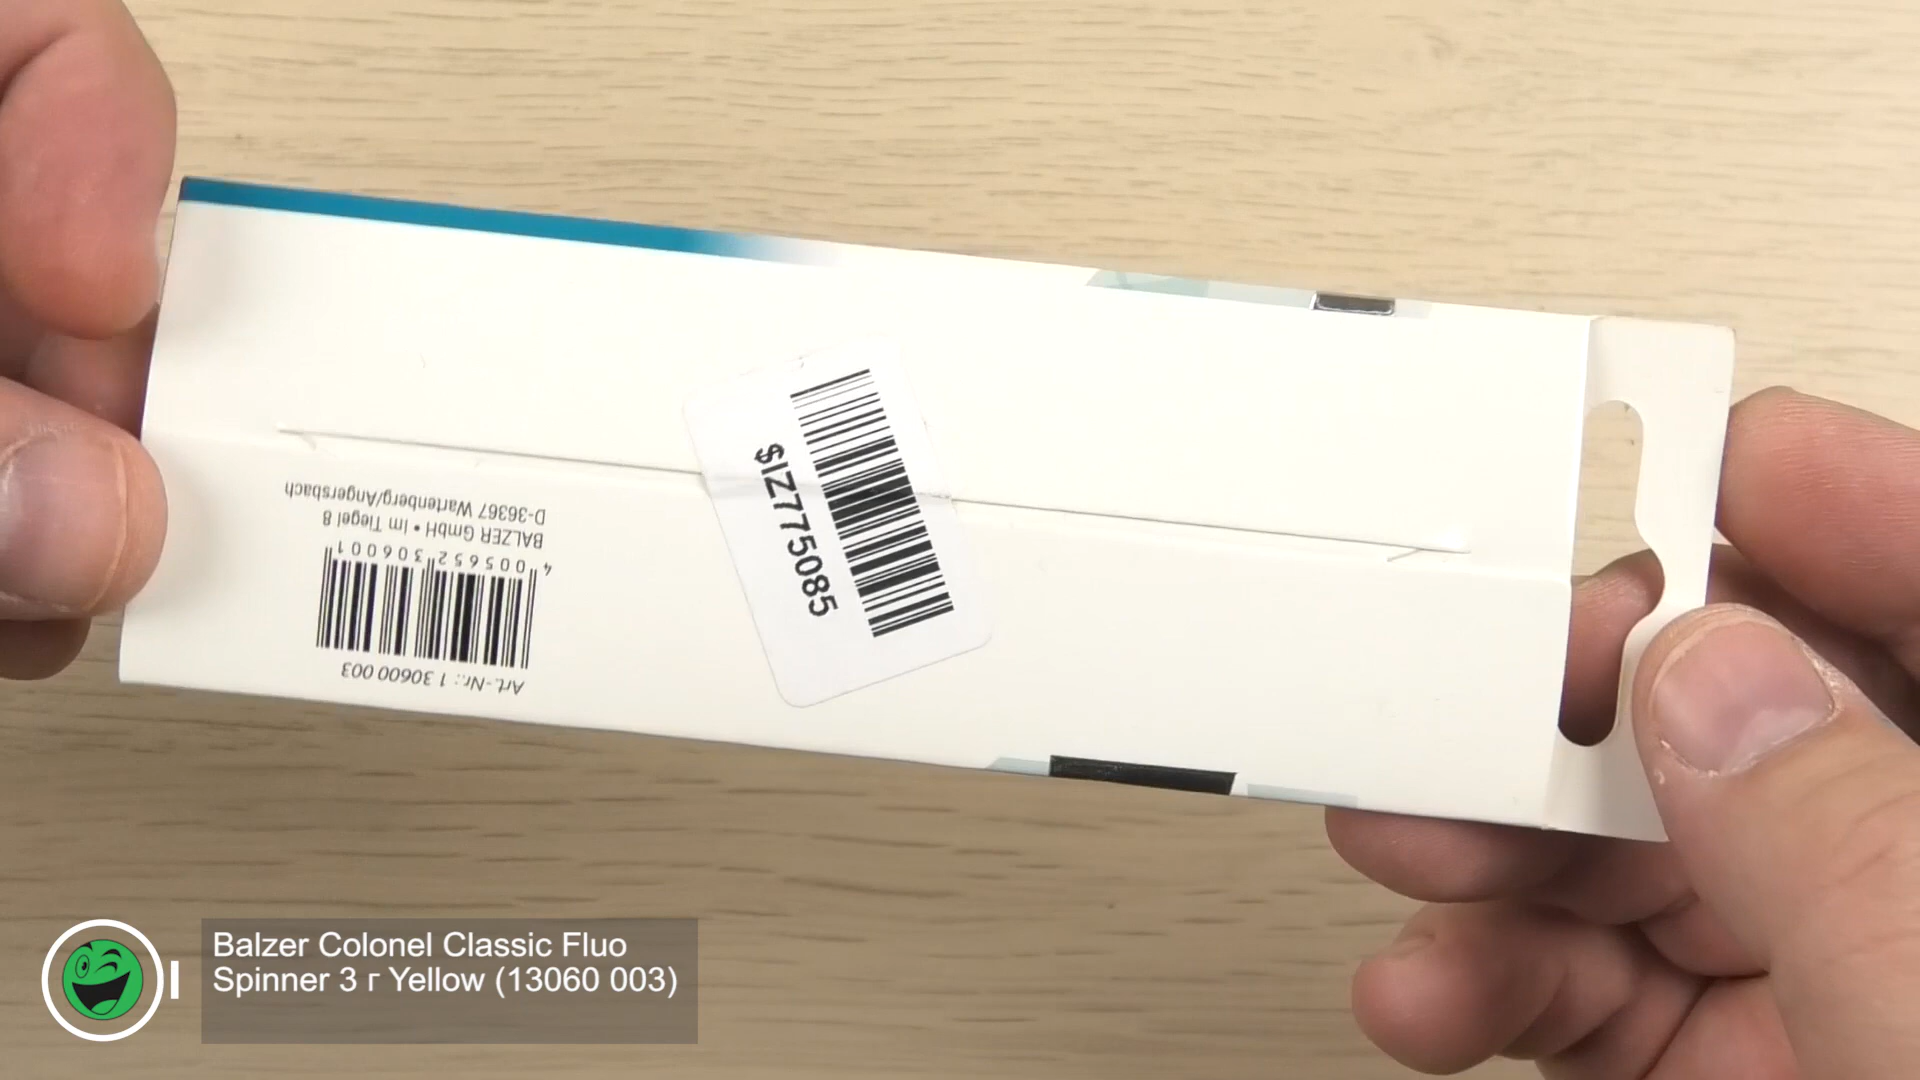 $IZ775085
Art.-Nr.: 1 30600 003
4 005652 306001
BALZER GmbH • Im Tiegel 8
D-36367 Wartenberg/Angersbach
Balzer Colonel Classic Fluo
Spinner 3 г Yellow (13060 003)